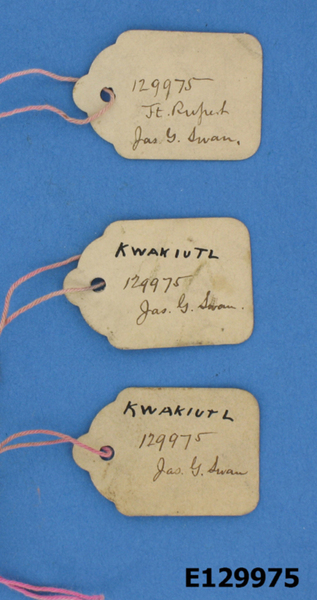 129975
Ft. Rupert
Jas. G. Swan.
KWAKIUTL
129975
Jas. G. Swan.
KWAKIUTL
129975
Jas. G. Swan
E129975